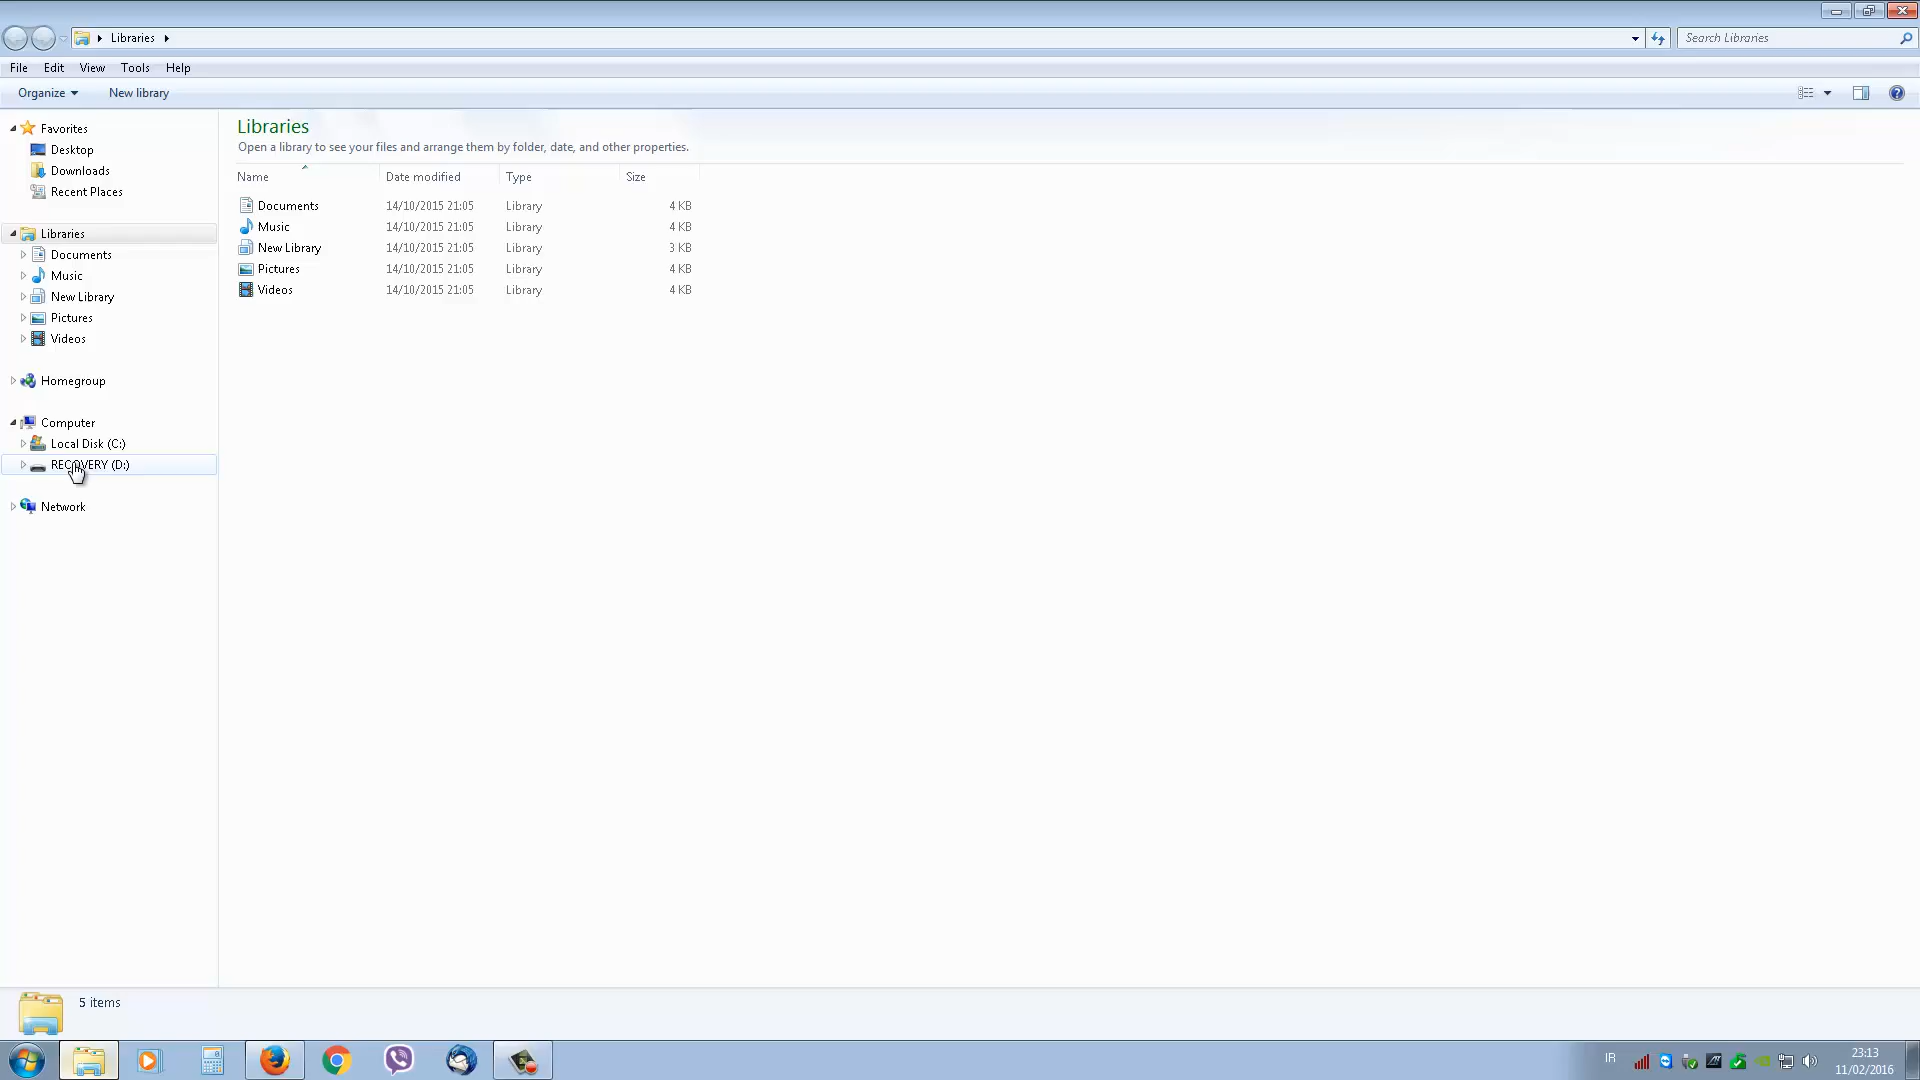 Libraries
Search Libraries
File Edit View Tools Help
Organize New library
Favorites
Desktop
Downloads
Recent Places
Libraries
Documents
Music
New Library
Pictures
Videos
Homegroup
Computer
Local Disk (C:)
RECOVERY (D:)
Network
Libraries
Open a library to see your files and arrange them by folder, date, and other properties.
Name Date modified Type Size
Documents 14/10/2015 21:05 Library 4 KB
Music 14/10/2015 21:05 Library 4 KB
New Library 14/10/2015 21:05 Library 3 KB
Pictures 14/10/2015 21:05 Library 4 KB
Videos 14/10/2015 21:05 Library 4 KB
5 items
IR
23:13
11/02/2016